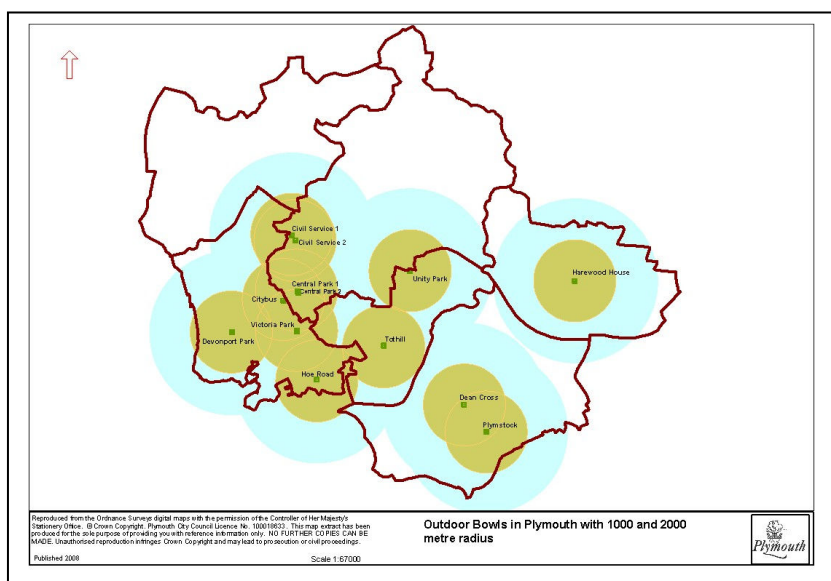 Civil Service 1
Civil Service 2
Unity Park
Harewood House
Central Park 1
Central Park 2
Citybus
Victoria Park
Devonport Park
Tothill
Hoe Road
Dean Cross
Plymstock
Reproduced from the Ordnance Surveys digital maps with the permission of the Controller of Her Majesty's
Stationery Office. © Crown Copyright. Plymouth City Council Licence No. 100018633. This map extract has been
produced for the sole purpose of providing you with reference information only. NO FURTHER COPIES CAN BE
MADE. Unauthorised reproduction infringes Crown Copyright and may lead to prosecution or civil proceedings.
Published 2008
Scale 1:67000
Outdoor Bowls in Plymouth with 1000 and 2000
metre radius
Plymouth